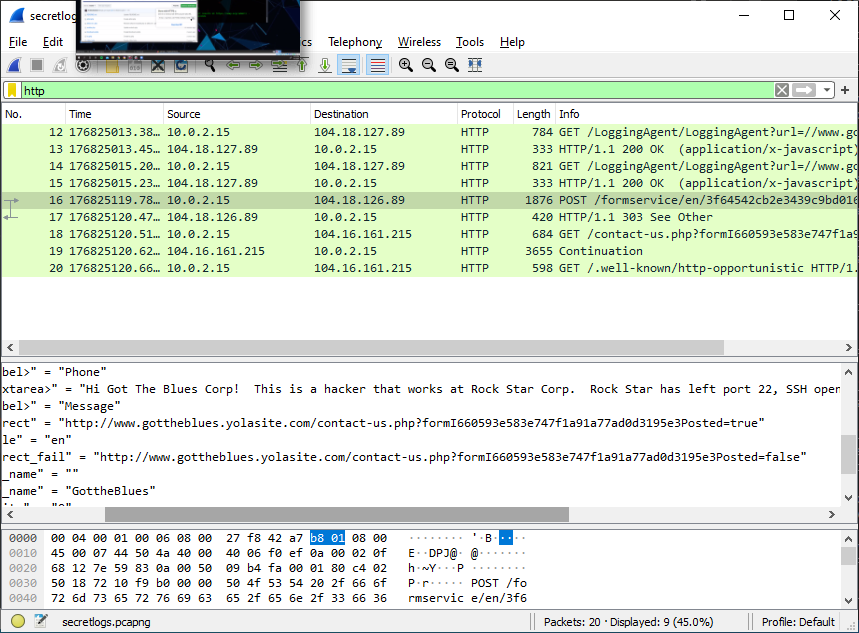 secretlog
File Edit cs Telephony Wireless Tools Help
http
No. Time Source Destination Protocol Length Info
12 176825013.38… 10.0.2.15 104.18.127.89 HTTP 784 GET /LoggingAgent/LoggingAgent?url=//www.go
13 176825013.45… 104.18.127.89 10.0.2.15 HTTP 333 HTTP/1.1 200 OK (application/x-javascript)
14 176825015.20… 10.0.2.15 104.18.127.89 HTTP 821 GET /LoggingAgent/LoggingAgent?url=//www.go
15 176825015.23… 104.18.127.89 10.0.2.15 HTTP 333 HTTP/1.1 200 OK (application/x-javascript)
16 176825119.78… 10.0.2.15 104.18.126.89 HTTP 1876 POST /formservice/en/3f64542cb2e3439c9bd016
17 176825120.47… 104.18.126.89 10.0.2.15 HTTP 420 HTTP/1.1 303 See Other
18 176825120.51… 10.0.2.15 104.16.161.215 HTTP 684 GET /contact-us.php?formI660593e583e747f1a9
19 176825120.62… 104.16.161.215 10.0.2.15 HTTP 3655 Continuation
20 176825120.66… 10.0.2.15 104.16.161.215 HTTP 598 GET /.well-known/http-opportunistic HTTP/1.
bel>" = "Phone"
xtarea>" = "Hi Got The Blues Corp!  This is a hacker that works at Rock Star Corp.  Rock Star has left port 22, SSH open
bel>" = "Message"
rect" = "http://www.gottheblues.yolasite.com/contact-us.php?formI660593e583e747f1a91a77ad0d3195e3Posted=true"
le" = "en"
rect_fail" = "http://www.gottheblues.yolasite.com/contact-us.php?formI660593e583e747f1a91a77ad0d3195e3Posted=false"
_name" = ""
_name" = "GottheBlues"
0000 00 04 00 01 00 06 08 00 27 f8 42 a7 b8 01 08 00 ········ '·B·····
0010 45 00 07 44 50 4a 40 00 40 06 f0 ef 0a 00 02 0f E··DPJ@· @·······
0020 68 12 7e 59 83 0a 00 50 09 b4 fa 00 01 80 c4 02 h·~Y···P ········
0030 50 18 72 10 f9 b0 00 00 50 4f 53 54 20 2f 66 6f P·r····· POST /fo
0040 72 6d 73 65 72 76 69 63 65 2f 65 6e 2f 33 66 36 rmservic e/en/3f6
secretlogs.pcapng Packets: 20 · Displayed: 9 (45.0%) Profile: Default